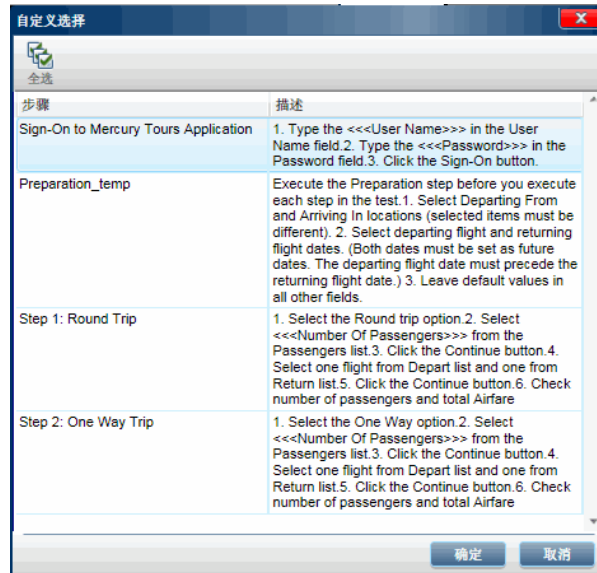 自定义选择
全选
步骤 描述
Sign-On to Mercury Tours Application 1. Type the <<<User Name>>> in the User
Name field.2. Type the <<<Password>>> in the
Password field.3. Click the Sign-On button.
Preparation_temp Execute the Preparation step before you execute
each step in the test.1. Select Departing From
and Arriving In locations (selected items must be
different). 2. Select departing flight and returning
flight dates. (Both dates must be set as future
dates. The departing flight date must precede the
returning flight date.) 3. Leave default values in
all other fields.
Step 1: Round Trip 1. Select the Round trip option.2. Select
<<<Number Of Passengers>>> from the
Passengers list.3. Click the Continue button.4.
Select one flight from Depart list and one from
Return list.5. Click the Continue button.6. Check
number of passengers and total Airfare
Step 2: One Way Trip 1. Select the One Way option.2. Select
<<<Number Of Passengers>>> from the
Passengers list.3. Click the Continue button.4.
Select one flight from Depart list and one from
Return list.5. Click the Continue button.6. Check
number of passengers and total Airfare
确定 取消